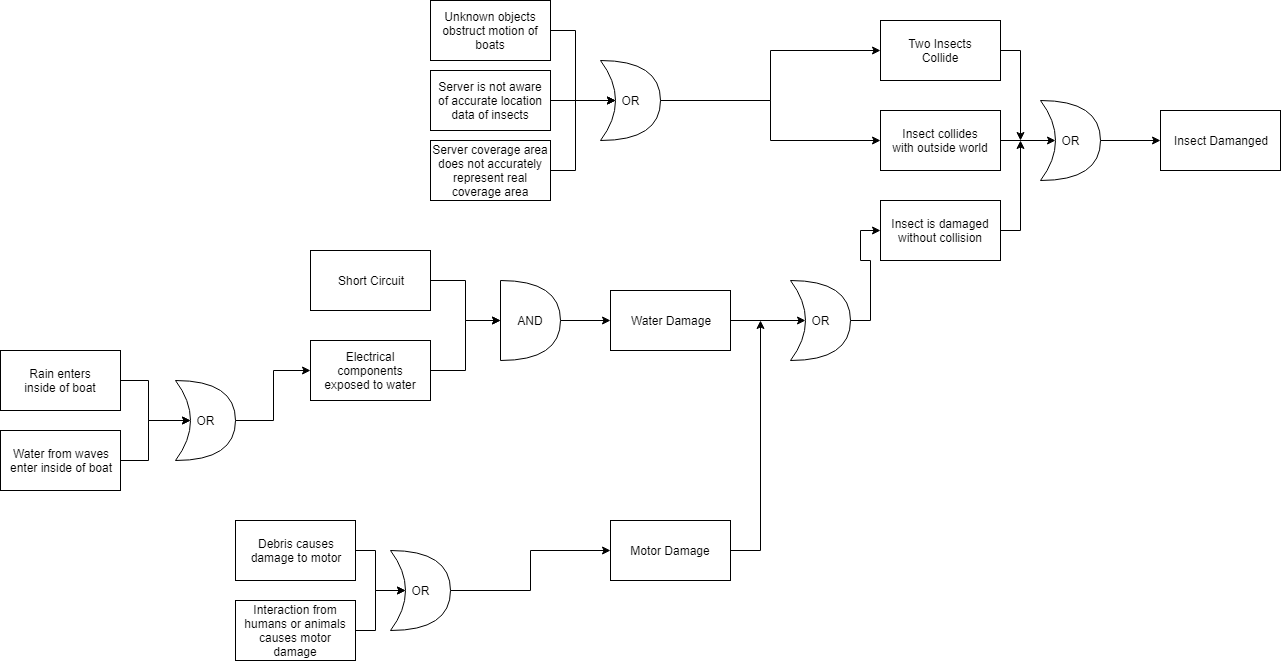 Unknown objects
obstruct motion of
boats
Server is not aware
of accurate location
data of insects
Server coverage area
does not accurately
represent real
coverage area
OR
Two Insects
Collide
Insect collides
with outside world
Insect is damaged
without collision
OR
Insect Damanged
Short Circuit
Electrical
components
exposed to water
AND
Water Damage
OR
Rain enters
inside of boat
Water from waves
enter inside of boat
OR
Debris causes
damage to motor
Interaction from
humans or animals
causes motor
damage
OR
Motor Damage